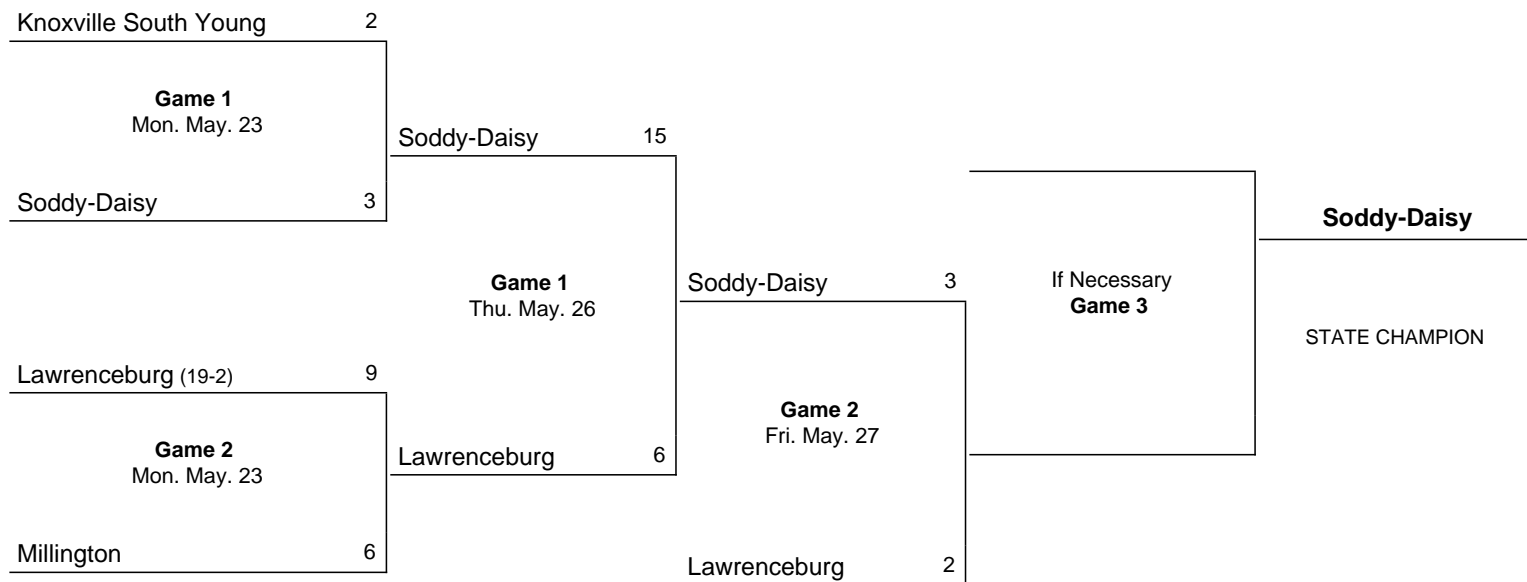 Knoxville South Young 2
Game 1
Mon. May. 23
Soddy-Daisy 3
Lawrenceburg (19-2) 9
Game 2
Mon. May. 23
Millington 6
Soddy-Daisy 15
Game 1
Thu. May. 26
Lawrenceburg 6
Soddy-Daisy 3
Game 2
Fri. May. 27
Lawrenceburg 2
If Necessary
Game 3
Soddy-Daisy
STATE CHAMPION